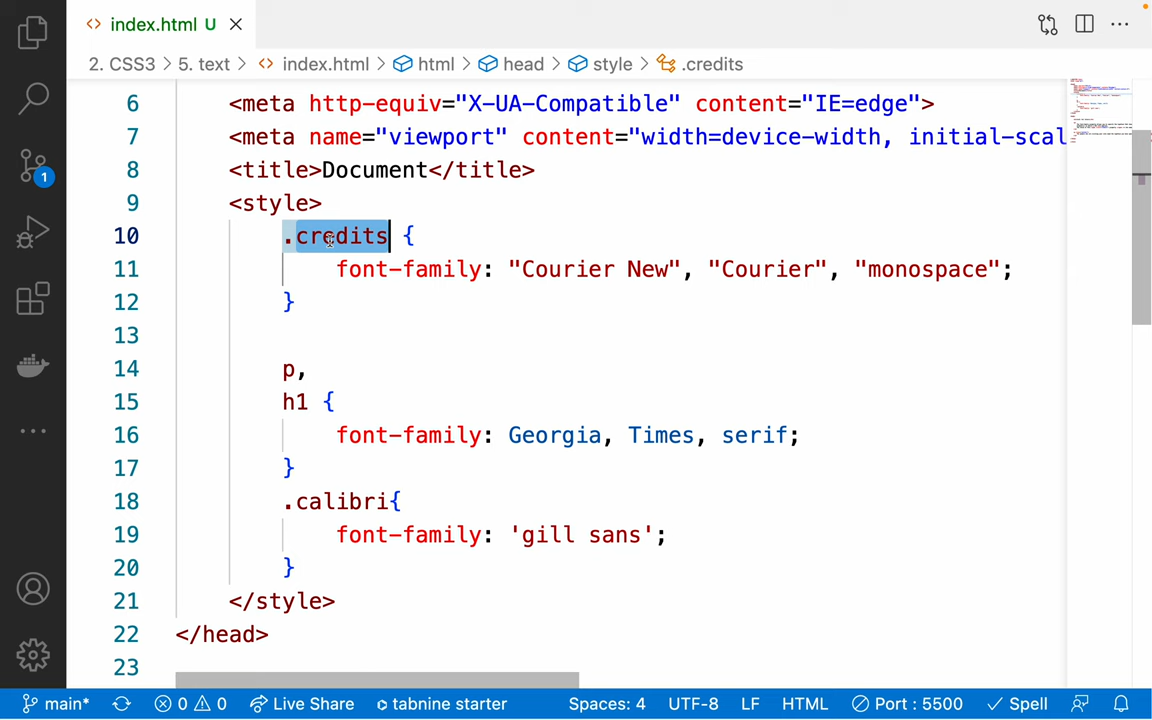 index.html U
2. CSS3 > 5. text > index.html > html > head > style > .credits
6 <meta http-equiv="X-UA-Compatible" content="IE=edge">
7 <meta name="viewport" content="width=device-width, initial-scal
8 <title>Document</title>
9 <style>
10 .credits {
11 font-family: "Courier New", "Courier", "monospace";
12 }
13
14 p,
15 h1 {
16 font-family: Georgia, Times, serif;
17 }
18 .calibri{
19 font-family: 'gill sans';
20 }
21 </style>
22 </head>
23
1
main* 0 0 Live Share tabnine starter Spaces: 4 UTF-8 LF HTML Port : 5500 Spell